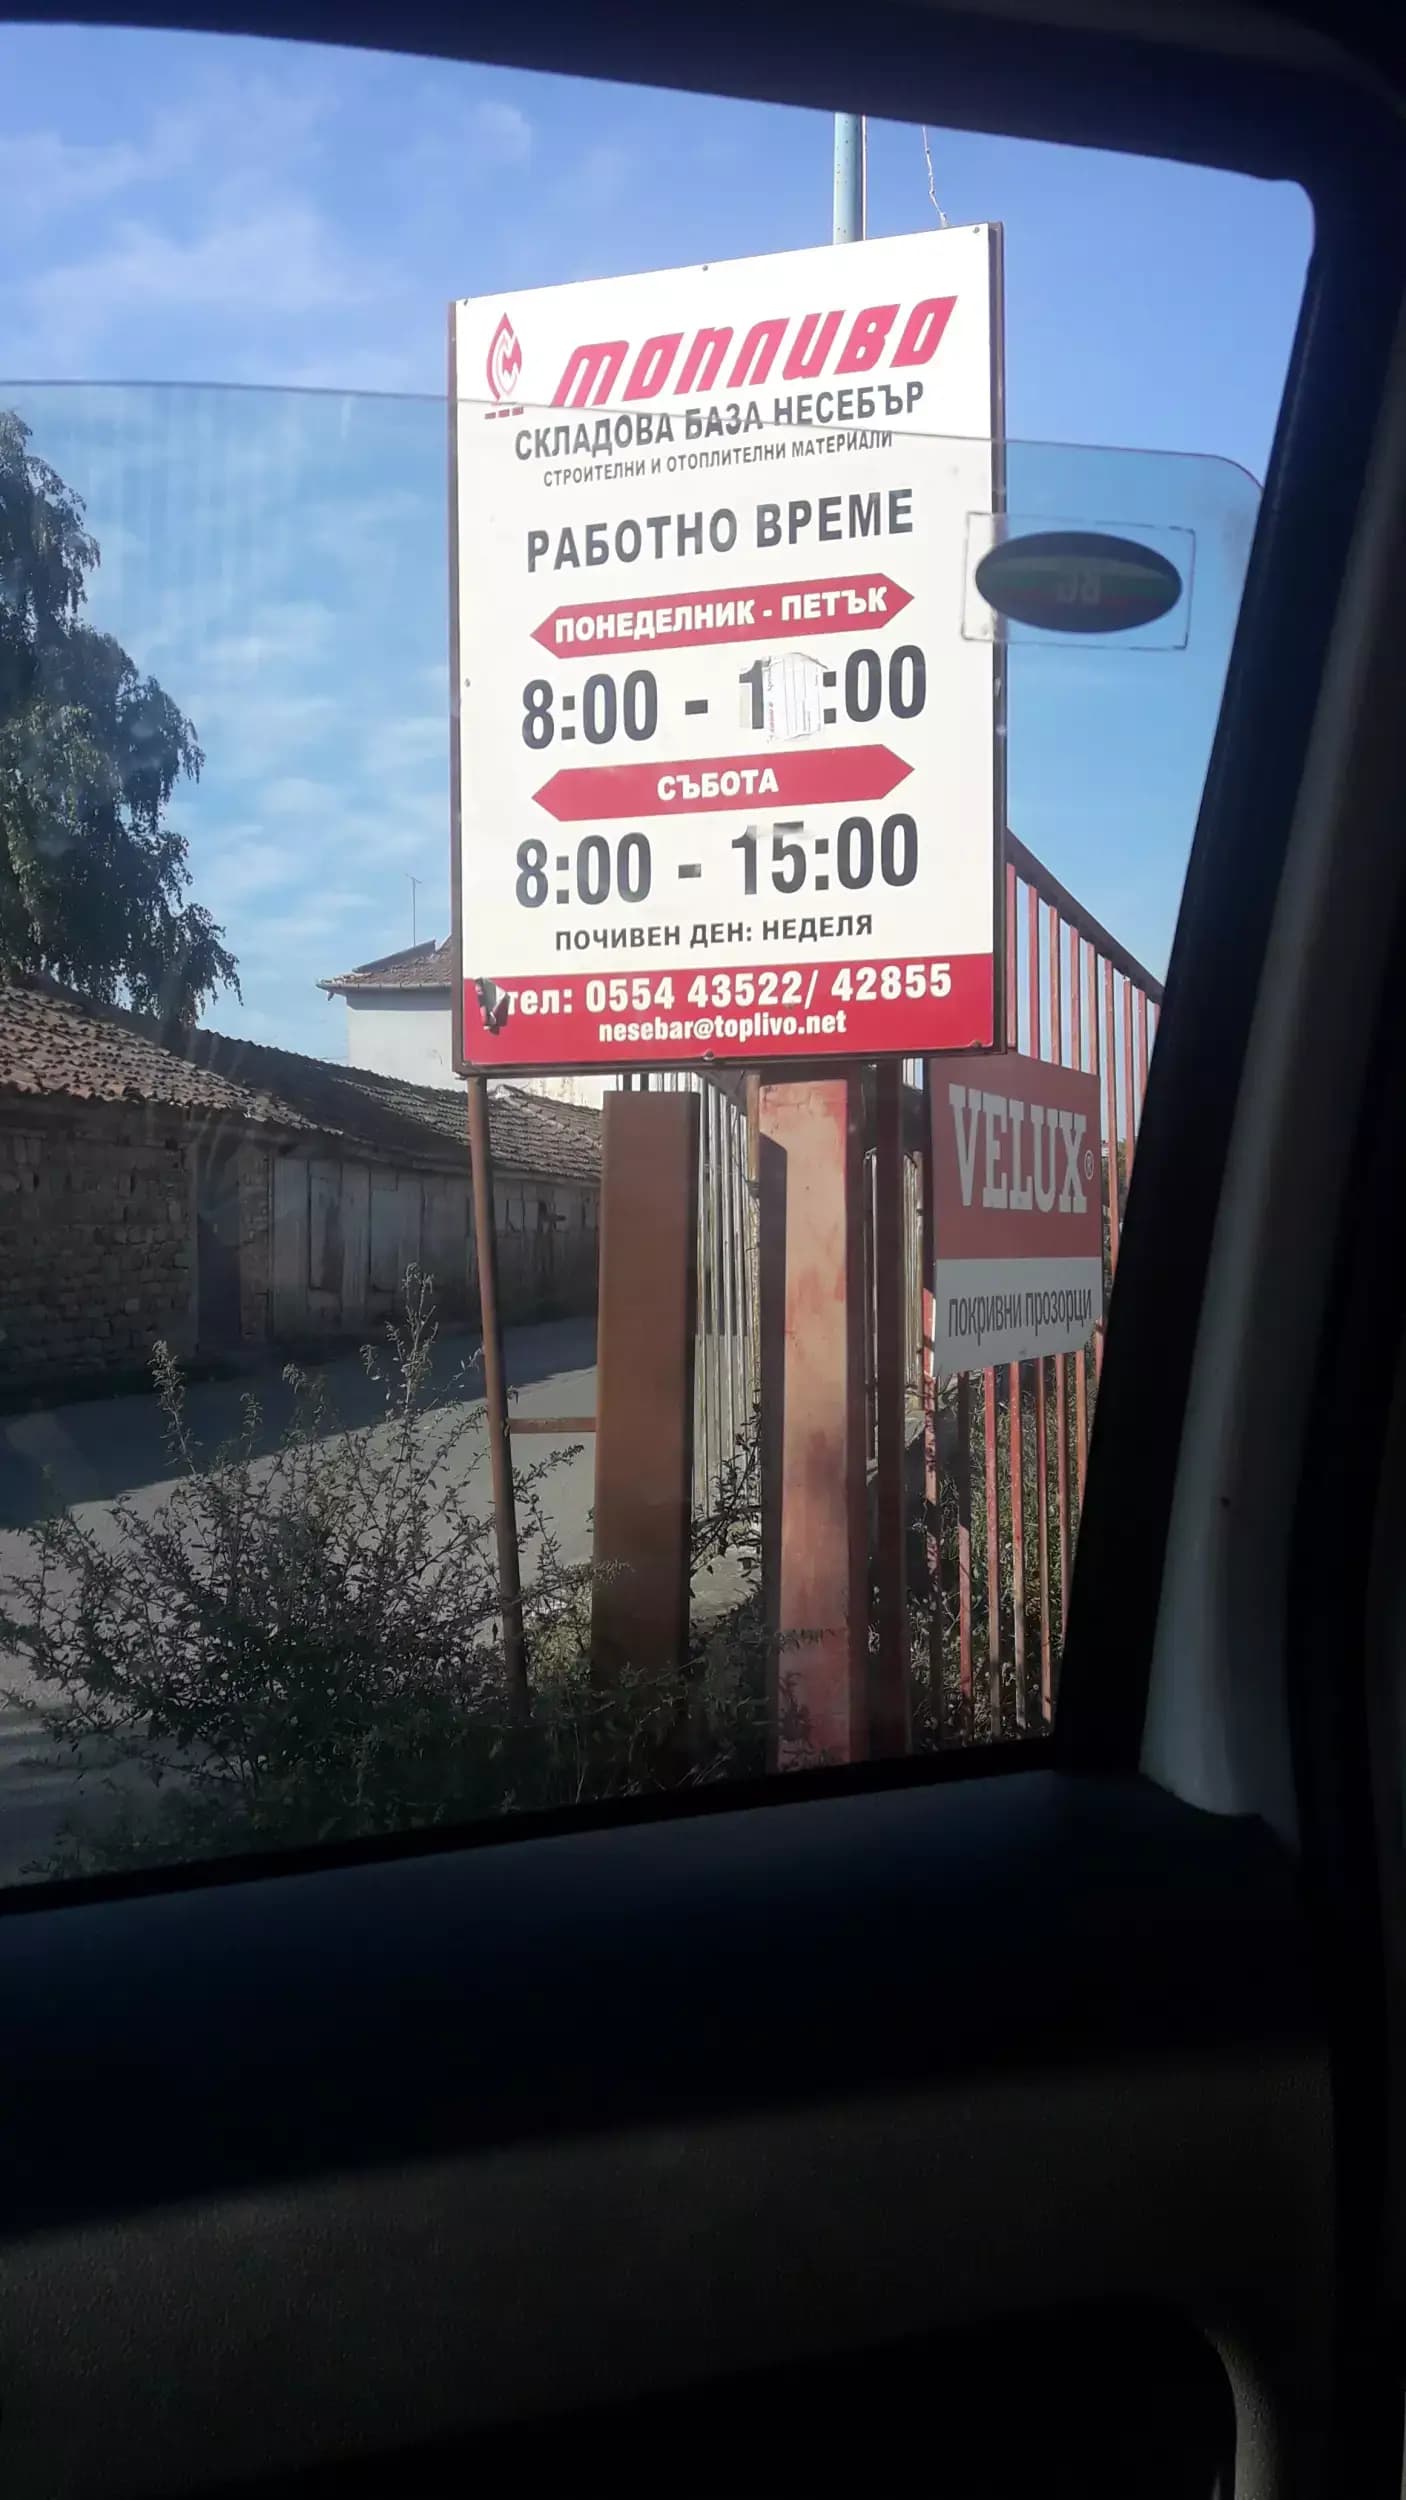 ТОПЛИВО
СКЛАДОВА БАЗА НЕСЕБЪР
СТРОИТЕЛНИ И ОТОПЛИТЕЛНИ МАТЕРИАЛИ
РАБОТНО ВРЕМЕ
ПОНЕДЕЛНИК - ПЕТЪК
8:00 - 1 :00
СЪБОТА
8:00 - 15:00
ПОЧИВЕН ДЕН: НЕДЕЛЯ
тел: 0554 43522/ 42855
nesebar@toplivo.net
VELUX®
покривни прозорци